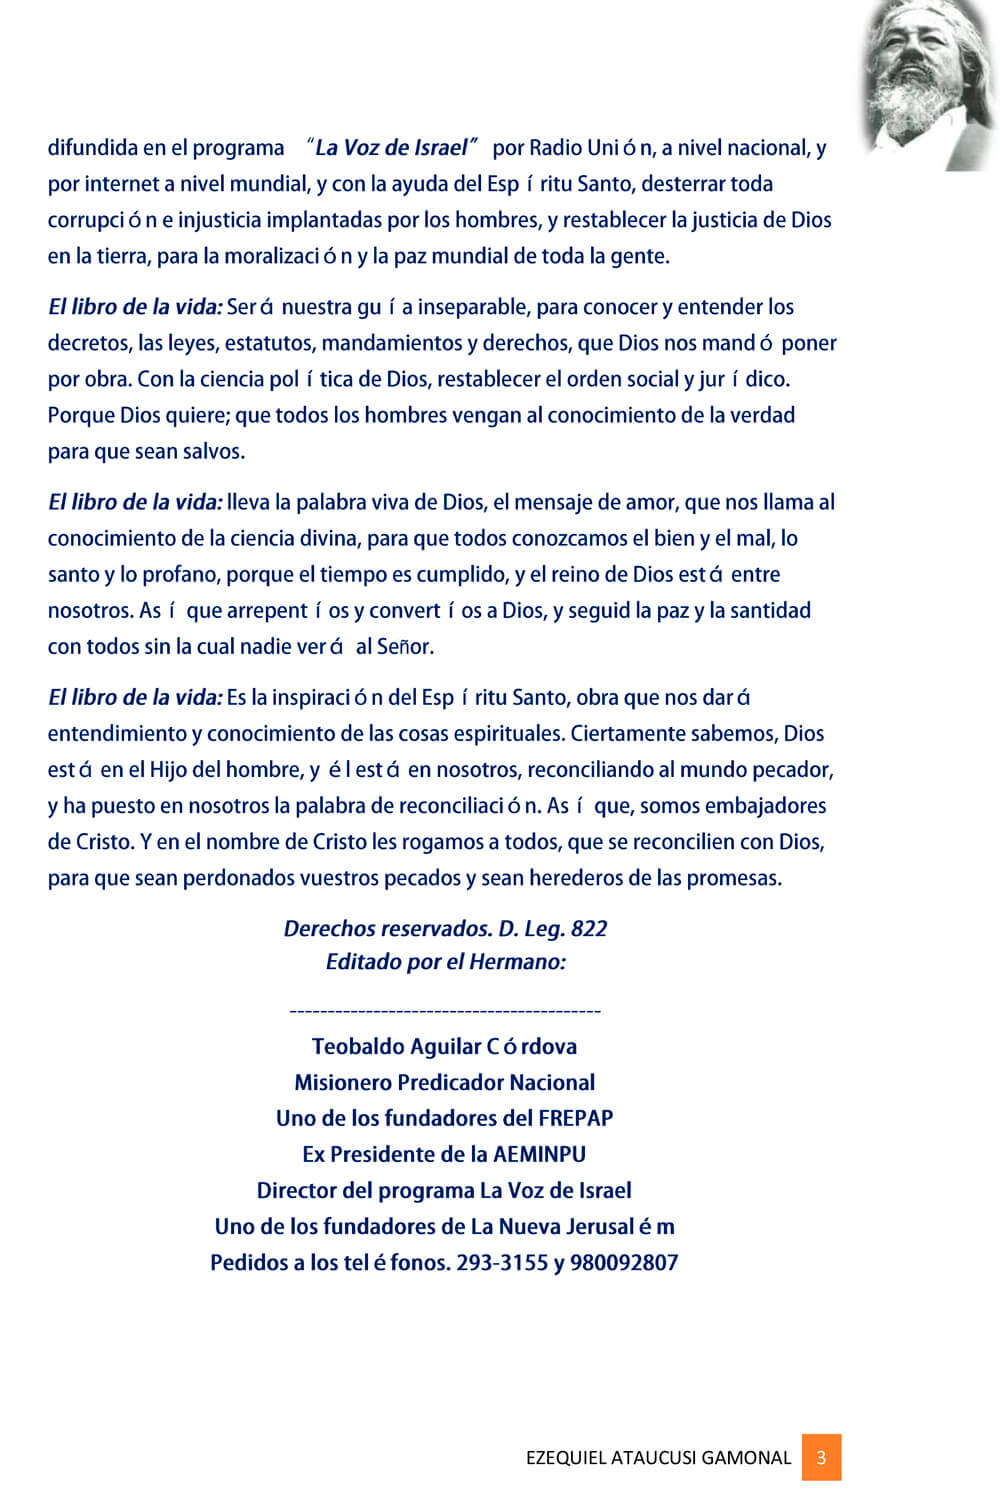 difundida en el programa “La Voz de Israel” por Radio Unión, a nivel nacional, y
por internet a nivel mundial, y con la ayuda del Espíritu Santo, desterrar toda
corrupción e injusticia implantadas por los hombres, y restablecer la justicia de Dios
en la tierra, para la moralización y la paz mundial de toda la gente.
El libro de la vida: Será nuestra guía inseparable, para conocer y entender los
decretos, las leyes, estatutos, mandamientos y derechos, que Dios nos mandó poner
por obra. Con la ciencia política de Dios, restablecer el orden social y jurídico.
Porque Dios quiere; que todos los hombres vengan al conocimiento de la verdad
para que sean salvos.
El libro de la vida: lleva la palabra viva de Dios, el mensaje de amor, que nos llama al
conocimiento de la ciencia divina, para que todos conozcamos el bien y el mal, lo
santo y lo profano, porque el tiempo es cumplido, y el reino de Dios está entre
nosotros. Así que arrepentíos y convertíos a Dios, y seguid la paz y la santidad
con todos sin la cual nadie verá al Señor.
El libro de la vida: Es la inspiración del Espíritu Santo, obra que nos dará
entendimiento y conocimiento de las cosas espirituales. Ciertamente sabemos, Dios
está en el Hijo del hombre, y él está en nosotros, reconciliando al mundo pecador,
y ha puesto en nosotros la palabra de reconciliación. Así que, somos embajadores
de Cristo. Y en el nombre de Cristo les rogamos a todos, que se reconcilien con Dios,
para que sean perdonados vuestros pecados y sean herederos de las promesas.
Derechos reservados. D. Leg. 822
Editado por el Hermano:
-----------------------------------------
Teobaldo Aguilar Córdova
Misionero Predicador Nacional
Uno de los fundadores del FREPAP
Ex Presidente de la AEMINPU
Director del programa La Voz de Israel
Uno de los fundadores de La Nueva Jerusalém
Pedidos a los teléfonos. 293-3155 y 980092807
EZEQUIEL ATAUCUSI GAMONAL 3